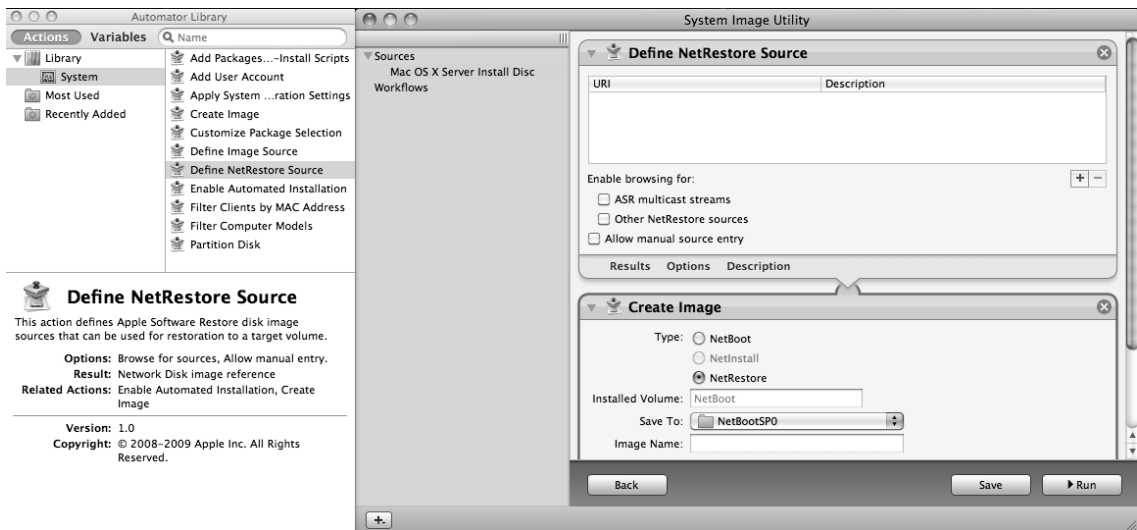 Automator Library
Actions Variables Name
Library
System
Most Used
Recently Added
Add Packages...-Install Scripts
Add User Account
Apply System ...ration Settings
Create Image
Customize Package Selection
Define Image Source
Define NetRestore Source
Enable Automated Installation
Filter Clients by MAC Address
Filter Computer Models
Partition Disk
Define NetRestore Source
This action defines Apple Software Restore disk image
sources that can be used for restoration to a target volume.
Options: Browse for sources, Allow manual entry.
Result: Network Disk image reference
Related Actions: Enable Automated Installation, Create
Image
Version: 1.0
Copyright: © 2008-2009 Apple Inc. All Rights
Reserved.
System Image Utility
Sources
Mac OS X Server Install Disc
Workflows
Define NetRestore Source
URI Description
Enable browsing for:
+ −
ASR multicast streams
Other NetRestore sources
Allow manual source entry
Results Options Description
Create Image
Type: NetBoot
NetInstall
NetRestore
Installed Volume: NetBoot
Save To: NetBootSP0
Image Name:
Back Save Run
+